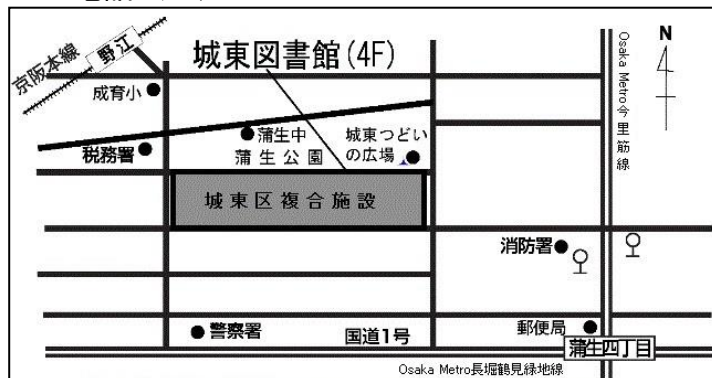 京阪本線
野江
城東図書館(4F)
N
Osaka Metro今里筋線
成育小
蒲生中
城東つどい
の広場
税務署
蒲生公園
城東区複合施設
消防署
警察署
国道1号
郵便局
蒲生四丁目
Osaka Metro長堀鶴見緑地線